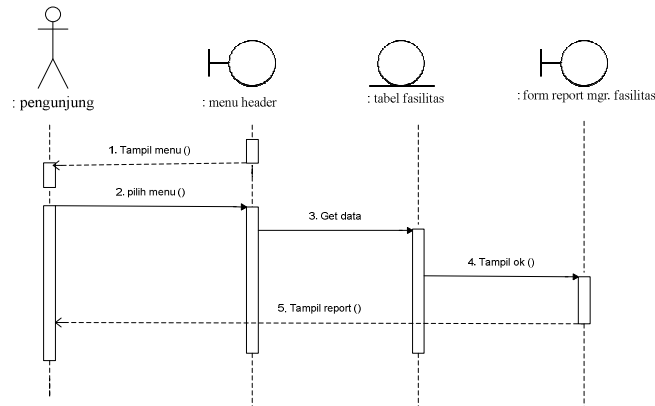 : pengunjung
: menu header
: tabel fasilitas
: form report mgr. fasilitas
1. Tampil menu ()
2. pilih menu ()
3. Get data
4. Tampil ok ()
5. Tampil report ()